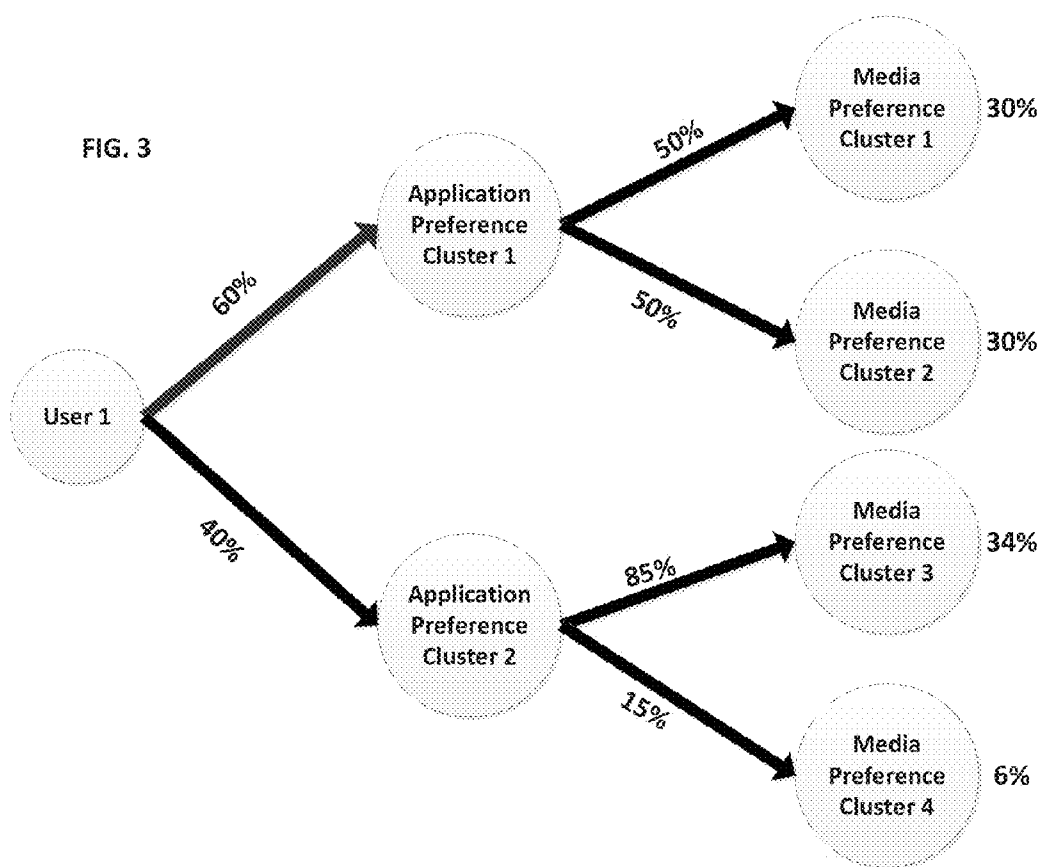 FIG. 3
User 1
60%
40%
Application
Preference
Cluster 1
Application
Preference
Cluster 2
50%
50%
85%
15%
Media
Preference
Cluster 1
30%
Media
Preference
Cluster 2
30%
Media
Preference
Cluster 3
34%
Media
Preference
Cluster 4
6%